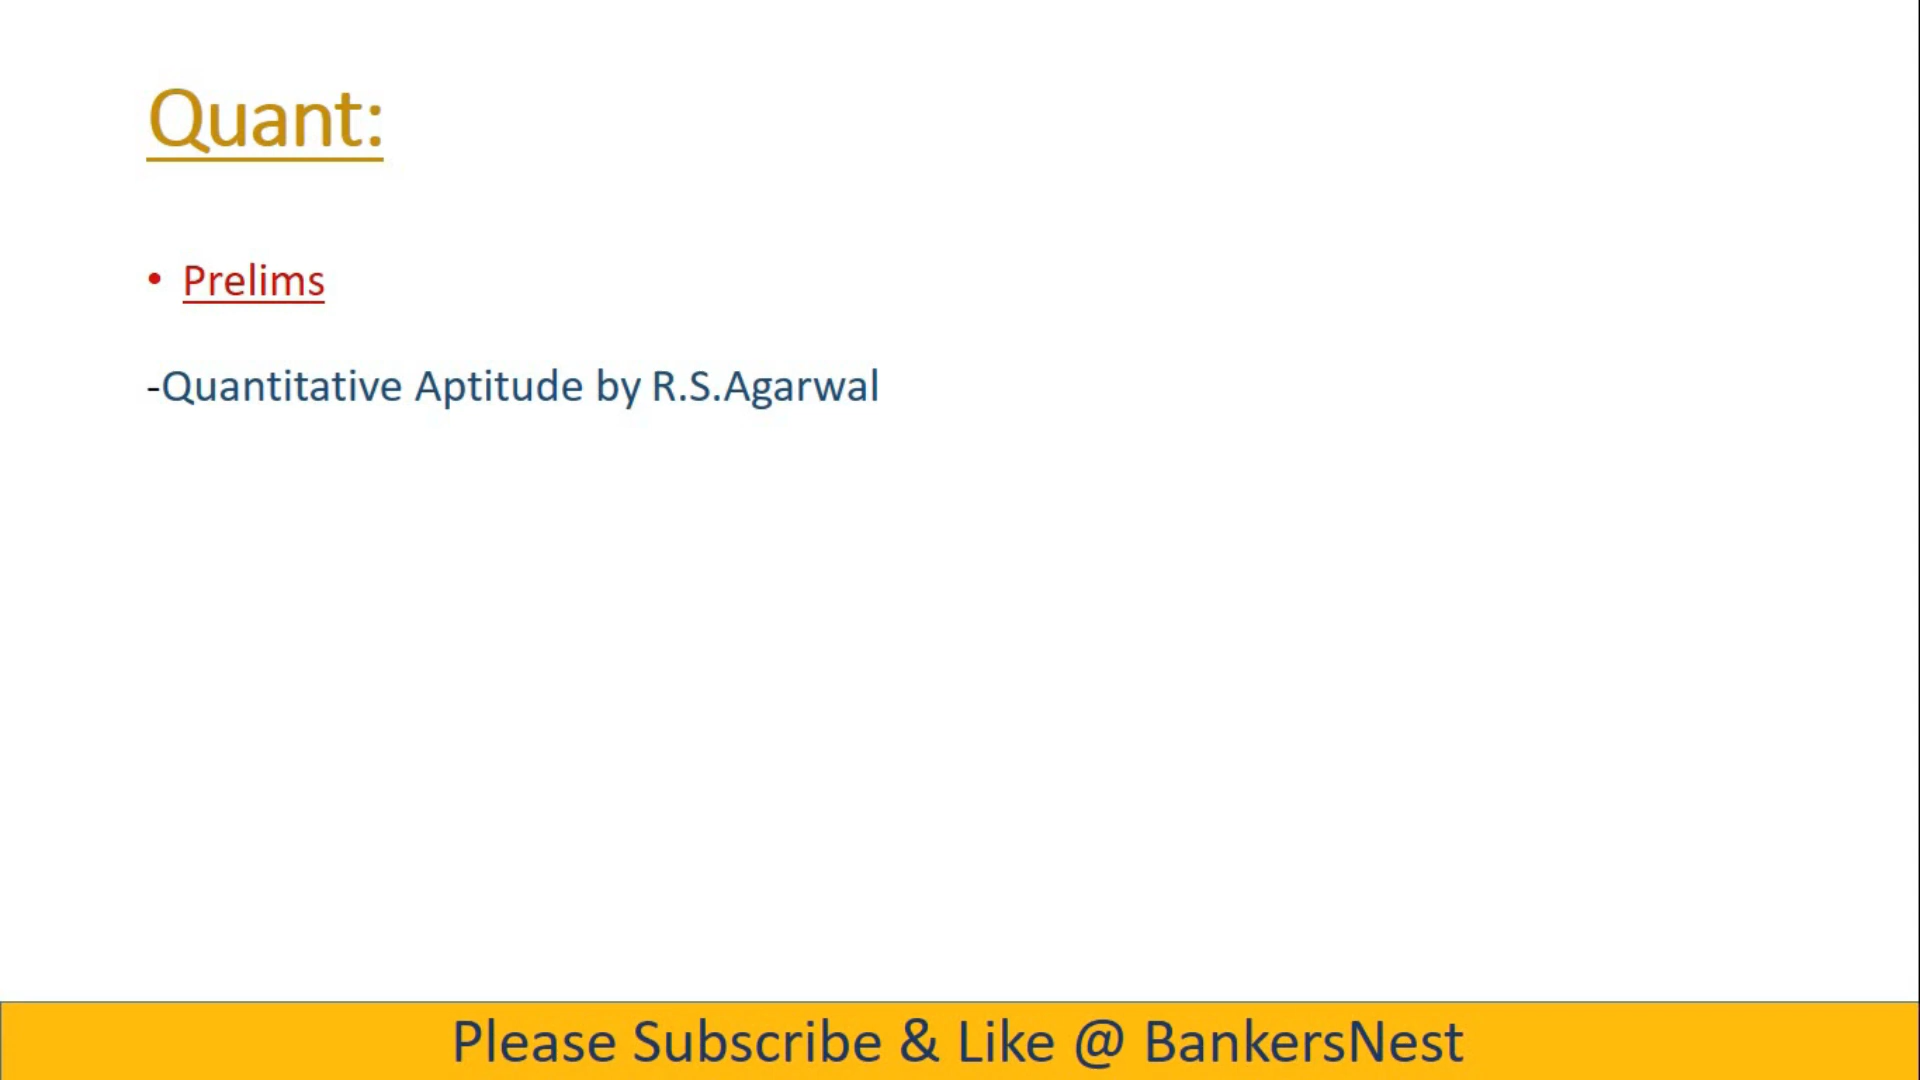 Quant:
• Prelims
-Quantitative Aptitude by R.S.Agarwal
Please Subscribe & Like @ BankersNest